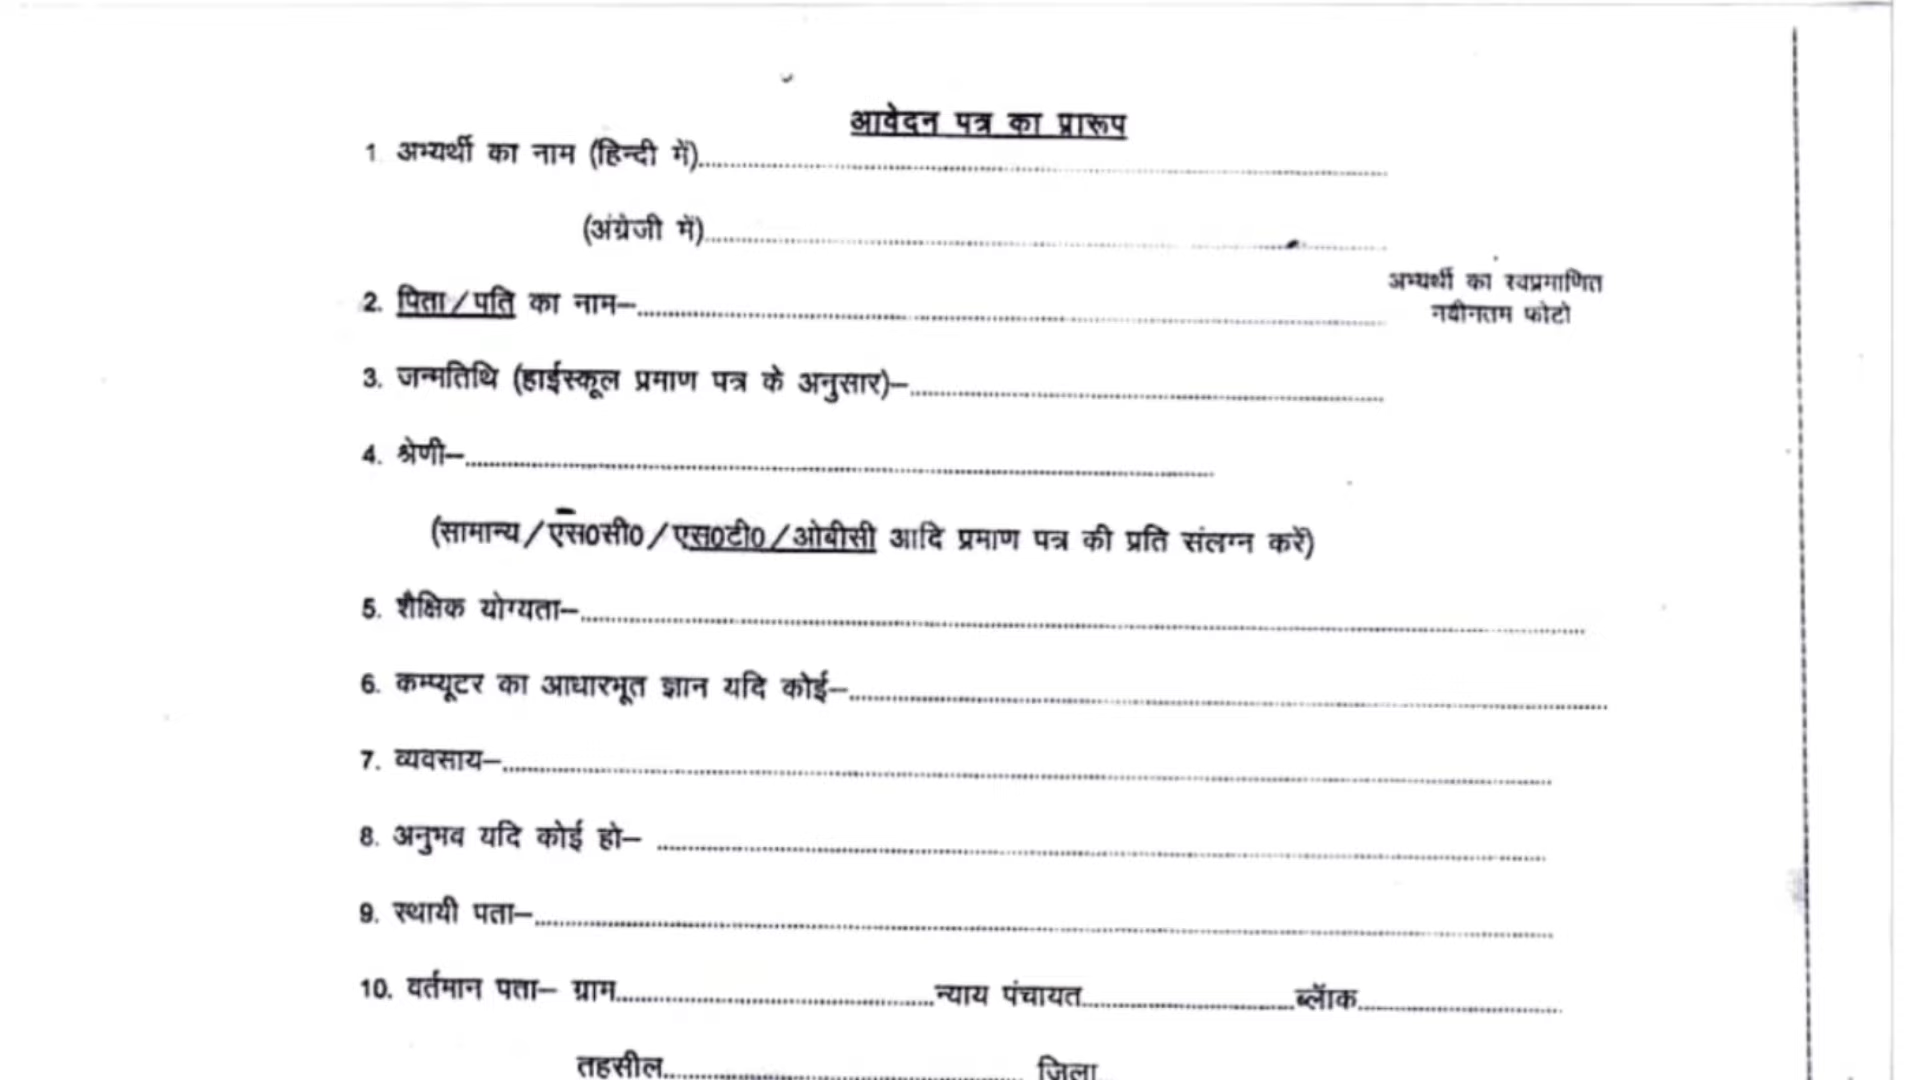 आवेदन पत्र का प्रारूप
1. अभ्यर्थी का नाम (हिन्दी में)....................
(अंग्रेजी में)....................
अभ्यर्थी का स्वप्रमाणित
नवीनतम फोटो
2. पिता/पति का नाम–....................
3. जन्मतिथि (हाईस्कूल प्रमाण पत्र के अनुसार)–....................
4. श्रेणी–....................
(सामान्य/एस0सी0/एस0टी0/ओबीसी आदि प्रमाण पत्र की प्रति संलग्न करें)
5. शैक्षिक योग्यता–....................
6. कम्प्यूटर का आधारभूत ज्ञान यदि कोई–....................
7. व्यवसाय–....................
8. अनुभव यदि कोई हो– ....................
9. स्थायी पता–....................
10. वर्तमान पता– ग्राम....................न्याय पंचायत....................ब्लॅाक....................
तहसील.................... जिला....................